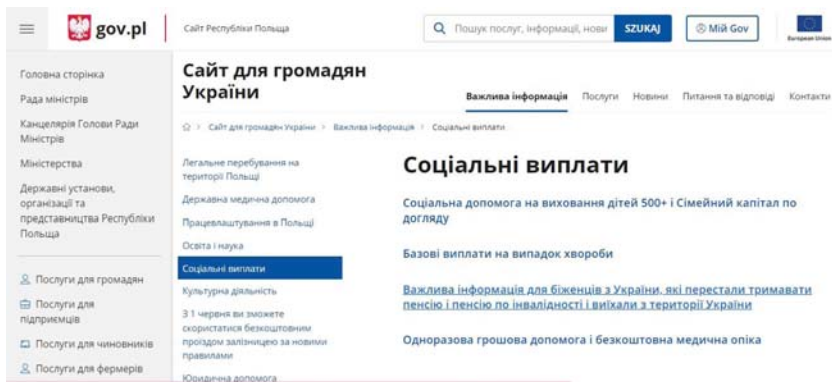 gov.pl
Сайт Республіки Польща
Пошук послуг, інформації, нови
SZUKAJ
Мій Gov
European Union
Головна сторінка
Рада міністрів
Канцелярія Голови Ради
Міністрів
Міністерства
Державні установи,
організації та
представництва Республіки
Польща
Послуги для громадян
Послуги для
підприємців
Послуги для чиновників
Послуги для фермерів
Сайт для громадян
України
Важлива інформація
Послуги
Новини
Питання та відповіді
Контакти
Сайт для громадян України
Важлива інформація
Соціальні виплати
Легальне перебування на
території Польщі
Державна медична допомога
Працевлаштування в Польщі
Освіта і наука
Соціальні виплати
Культурна діяльність
З 1 червня ви зможете
скористатися безкоштовним
проїздом залізницею за новими
правилами
Юридична допомога
Соціальні виплати
Соціальна допомога на виховання дітей 500+ і Сімейний капітал по
догляду
Базові виплати на випадок хвороби
Важлива інформація для біженців з України, які перестали тримавати
пенсію і пенсію по інвалідності і виїхали з території України
Одноразова грошова допомога і безкоштовна медична опіка